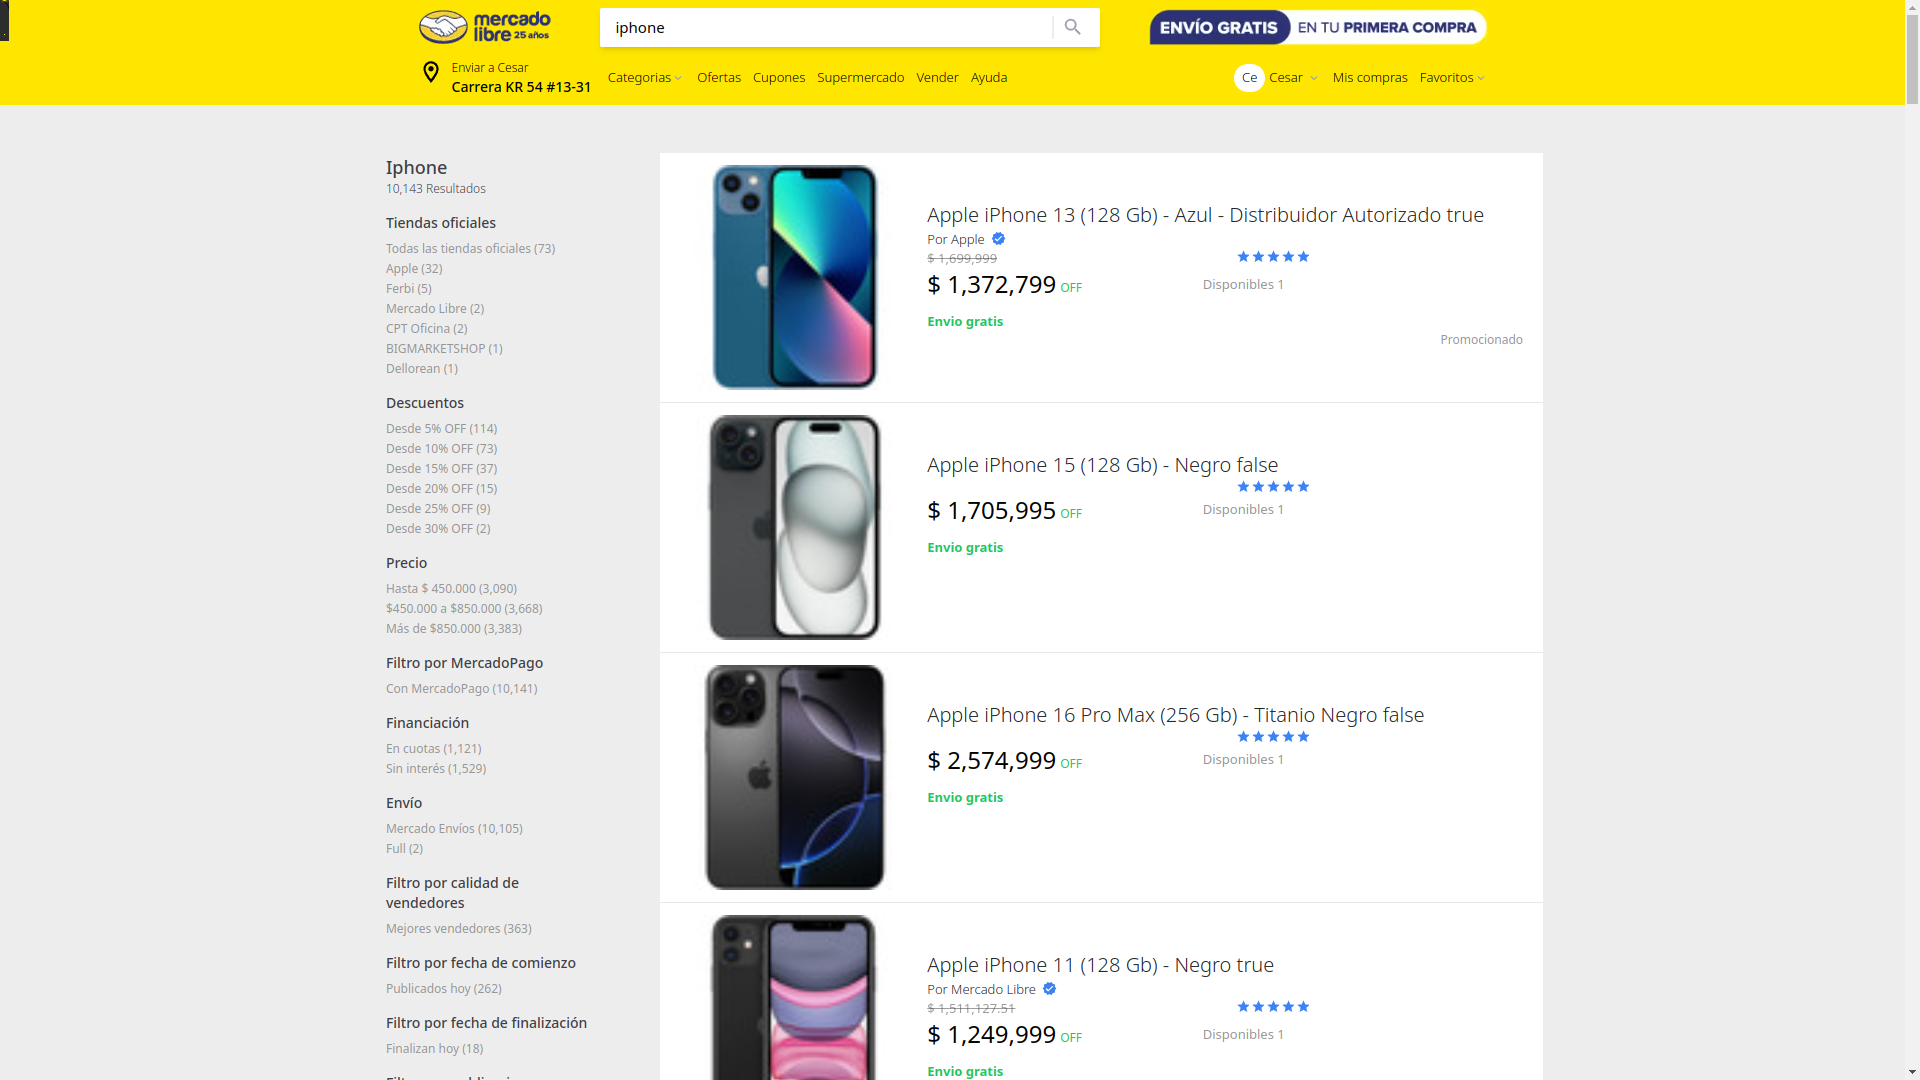 mercado
libre 25 años
iphone
ENVÍO GRATIS EN TU PRIMERA COMPRA
Enviar a Cesar
Carrera KR 54 #13-31
Categorias
Ofertas
Cupones
Supermercado
Vender
Ayuda
Ce
Cesar
Mis compras
Favoritos
Iphone
10,143 Resultados
Tiendas oficiales
Todas las tiendas oficiales (73)
Apple (32)
Ferbi (5)
Mercado Libre (2)
CPT Oficina (2)
BIGMARKETSHOP (1)
Dellorean (1)
Descuentos
Desde 5% OFF (114)
Desde 10% OFF (73)
Desde 15% OFF (37)
Desde 20% OFF (15)
Desde 25% OFF (9)
Desde 30% OFF (2)
Precio
Hasta $ 450.000 (3,090)
$450.000 a $850.000 (3,668)
Más de $850.000 (3,383)
Filtro por MercadoPago
Con MercadoPago (10,141)
Financiación
En cuotas (1,121)
Sin interés (1,529)
Envío
Mercado Envíos (10,105)
Full (2)
Filtro por calidad de
vendedores
Mejores vendedores (363)
Filtro por fecha de comienzo
Publicados hoy (262)
Filtro por fecha de finalización
Finalizan hoy (18)
Apple iPhone 13 (128 Gb) - Azul - Distribuidor Autorizado true
Por Apple
$ 1,699,999
$ 1,372,799 OFF
Disponibles 1
Envio gratis
Promocionado
Apple iPhone 15 (128 Gb) - Negro false
$ 1,705,995 OFF
Disponibles 1
Envio gratis
Apple iPhone 16 Pro Max (256 Gb) - Titanio Negro false
$ 2,574,999 OFF
Disponibles 1
Envio gratis
Apple iPhone 11 (128 Gb) - Negro true
Por Mercado Libre
$ 1,511,127.51
$ 1,249,999 OFF
Disponibles 1
Envio gratis